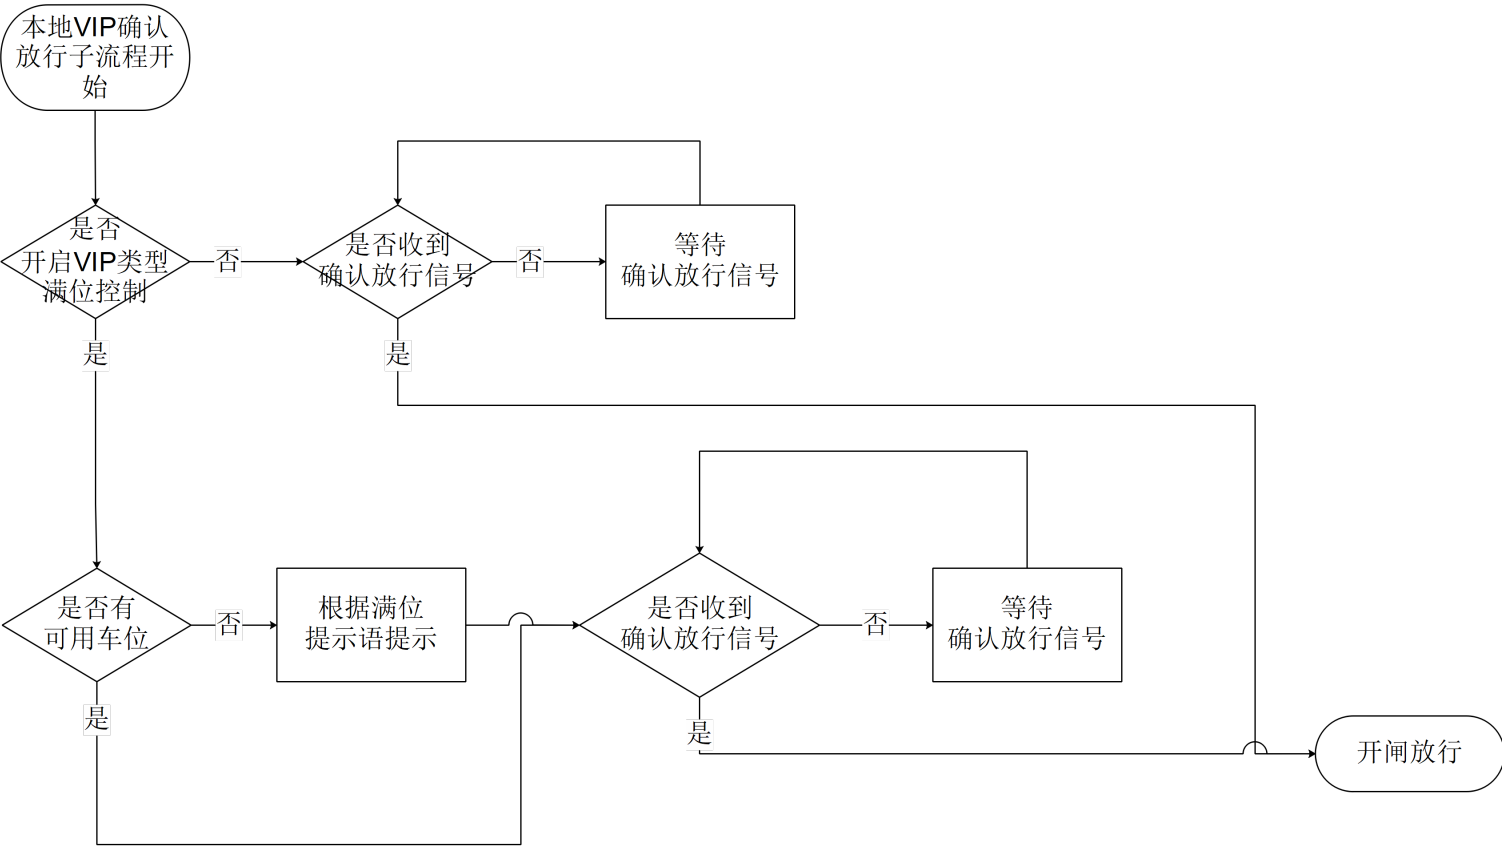 本地VIP确认
放行子流程开
始
是否
开启VIP类型
满位控制
否
是否收到
确认放行信号
否
等待
确认放行信号
是
是
是否有
可用车位
否
根据满位
提示语提示
是否收到
确认放行信号
否
等待
确认放行信号
是
是
开闸放行